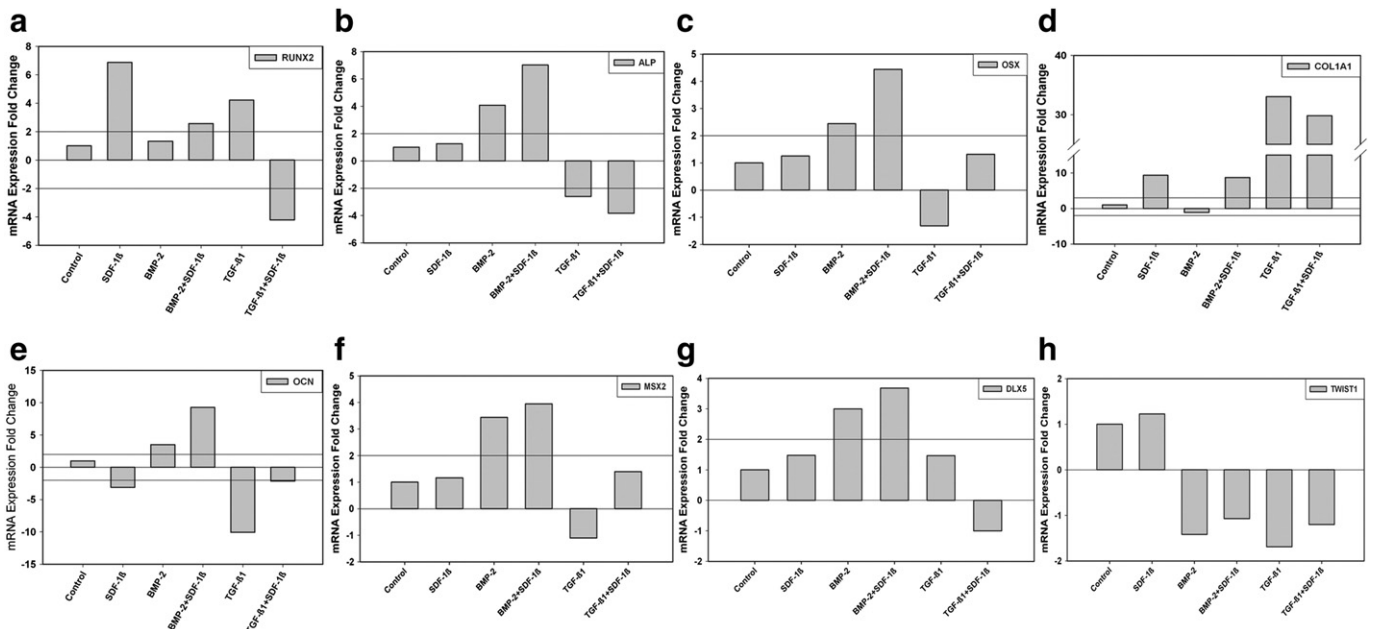 a
RUNX2
mRNA Expression Fold Change
8
6
4
2
0
-2
-4
-6
Control
SDF-1ß
BMP-2
BMP-2+SDF-1ß
TGF-ß1
TGF-ß1+SDF-1ß
b
ALP
mRNA Expression Fold Change
8
6
4
2
0
-2
-4
-6
Control
SDF-1ß
BMP-2
BMP-2+SDF-1ß
TGF-ß1
TGF-ß1+SDF-1ß
c
OSX
mRNA Expression Fold Change
5
4
3
2
1
0
-1
-2
Control
SDF-1ß
BMP-2
BMP-2+SDF-1ß
TGF-ß1
TGF-ß1+SDF-1ß
d
COL1A1
mRNA Expression Fold Change
40
30
10
0
-10
Control
SDF-1ß
BMP-2
BMP-2+SDF-1ß
TGF-ß1
TGF-ß1+SDF-1ß
e
OCN
mRNA Expression Fold Change
15
10
5
0
-5
-10
-15
Control
SDF-1ß
BMP-2
BMP-2+SDF-1ß
TGF-ß1
TGF-ß1+SDF-1ß
f
MSX2
mRNA Expression Fold Change
5
4
3
2
1
0
-1
-2
Control
SDF-1ß
BMP-2
BMP-2+SDF-1ß
TGF-ß1
TGF-ß1+SDF-1ß
g
DLX5
mRNA Expression Fold Change
4
3
2
1
0
-1
-2
Control
SDF-1ß
BMP-2
BMP-2+SDF-1ß
TGF-ß1
TGF-ß1+SDF-1ß
h
TWIST1
mRNA Expression Fold Change
2
1
0
-1
-2
Control
SDF-1ß
BMP-2
BMP-2+SDF-1ß
TGF-ß1
TGF-ß1+SDF-1ß